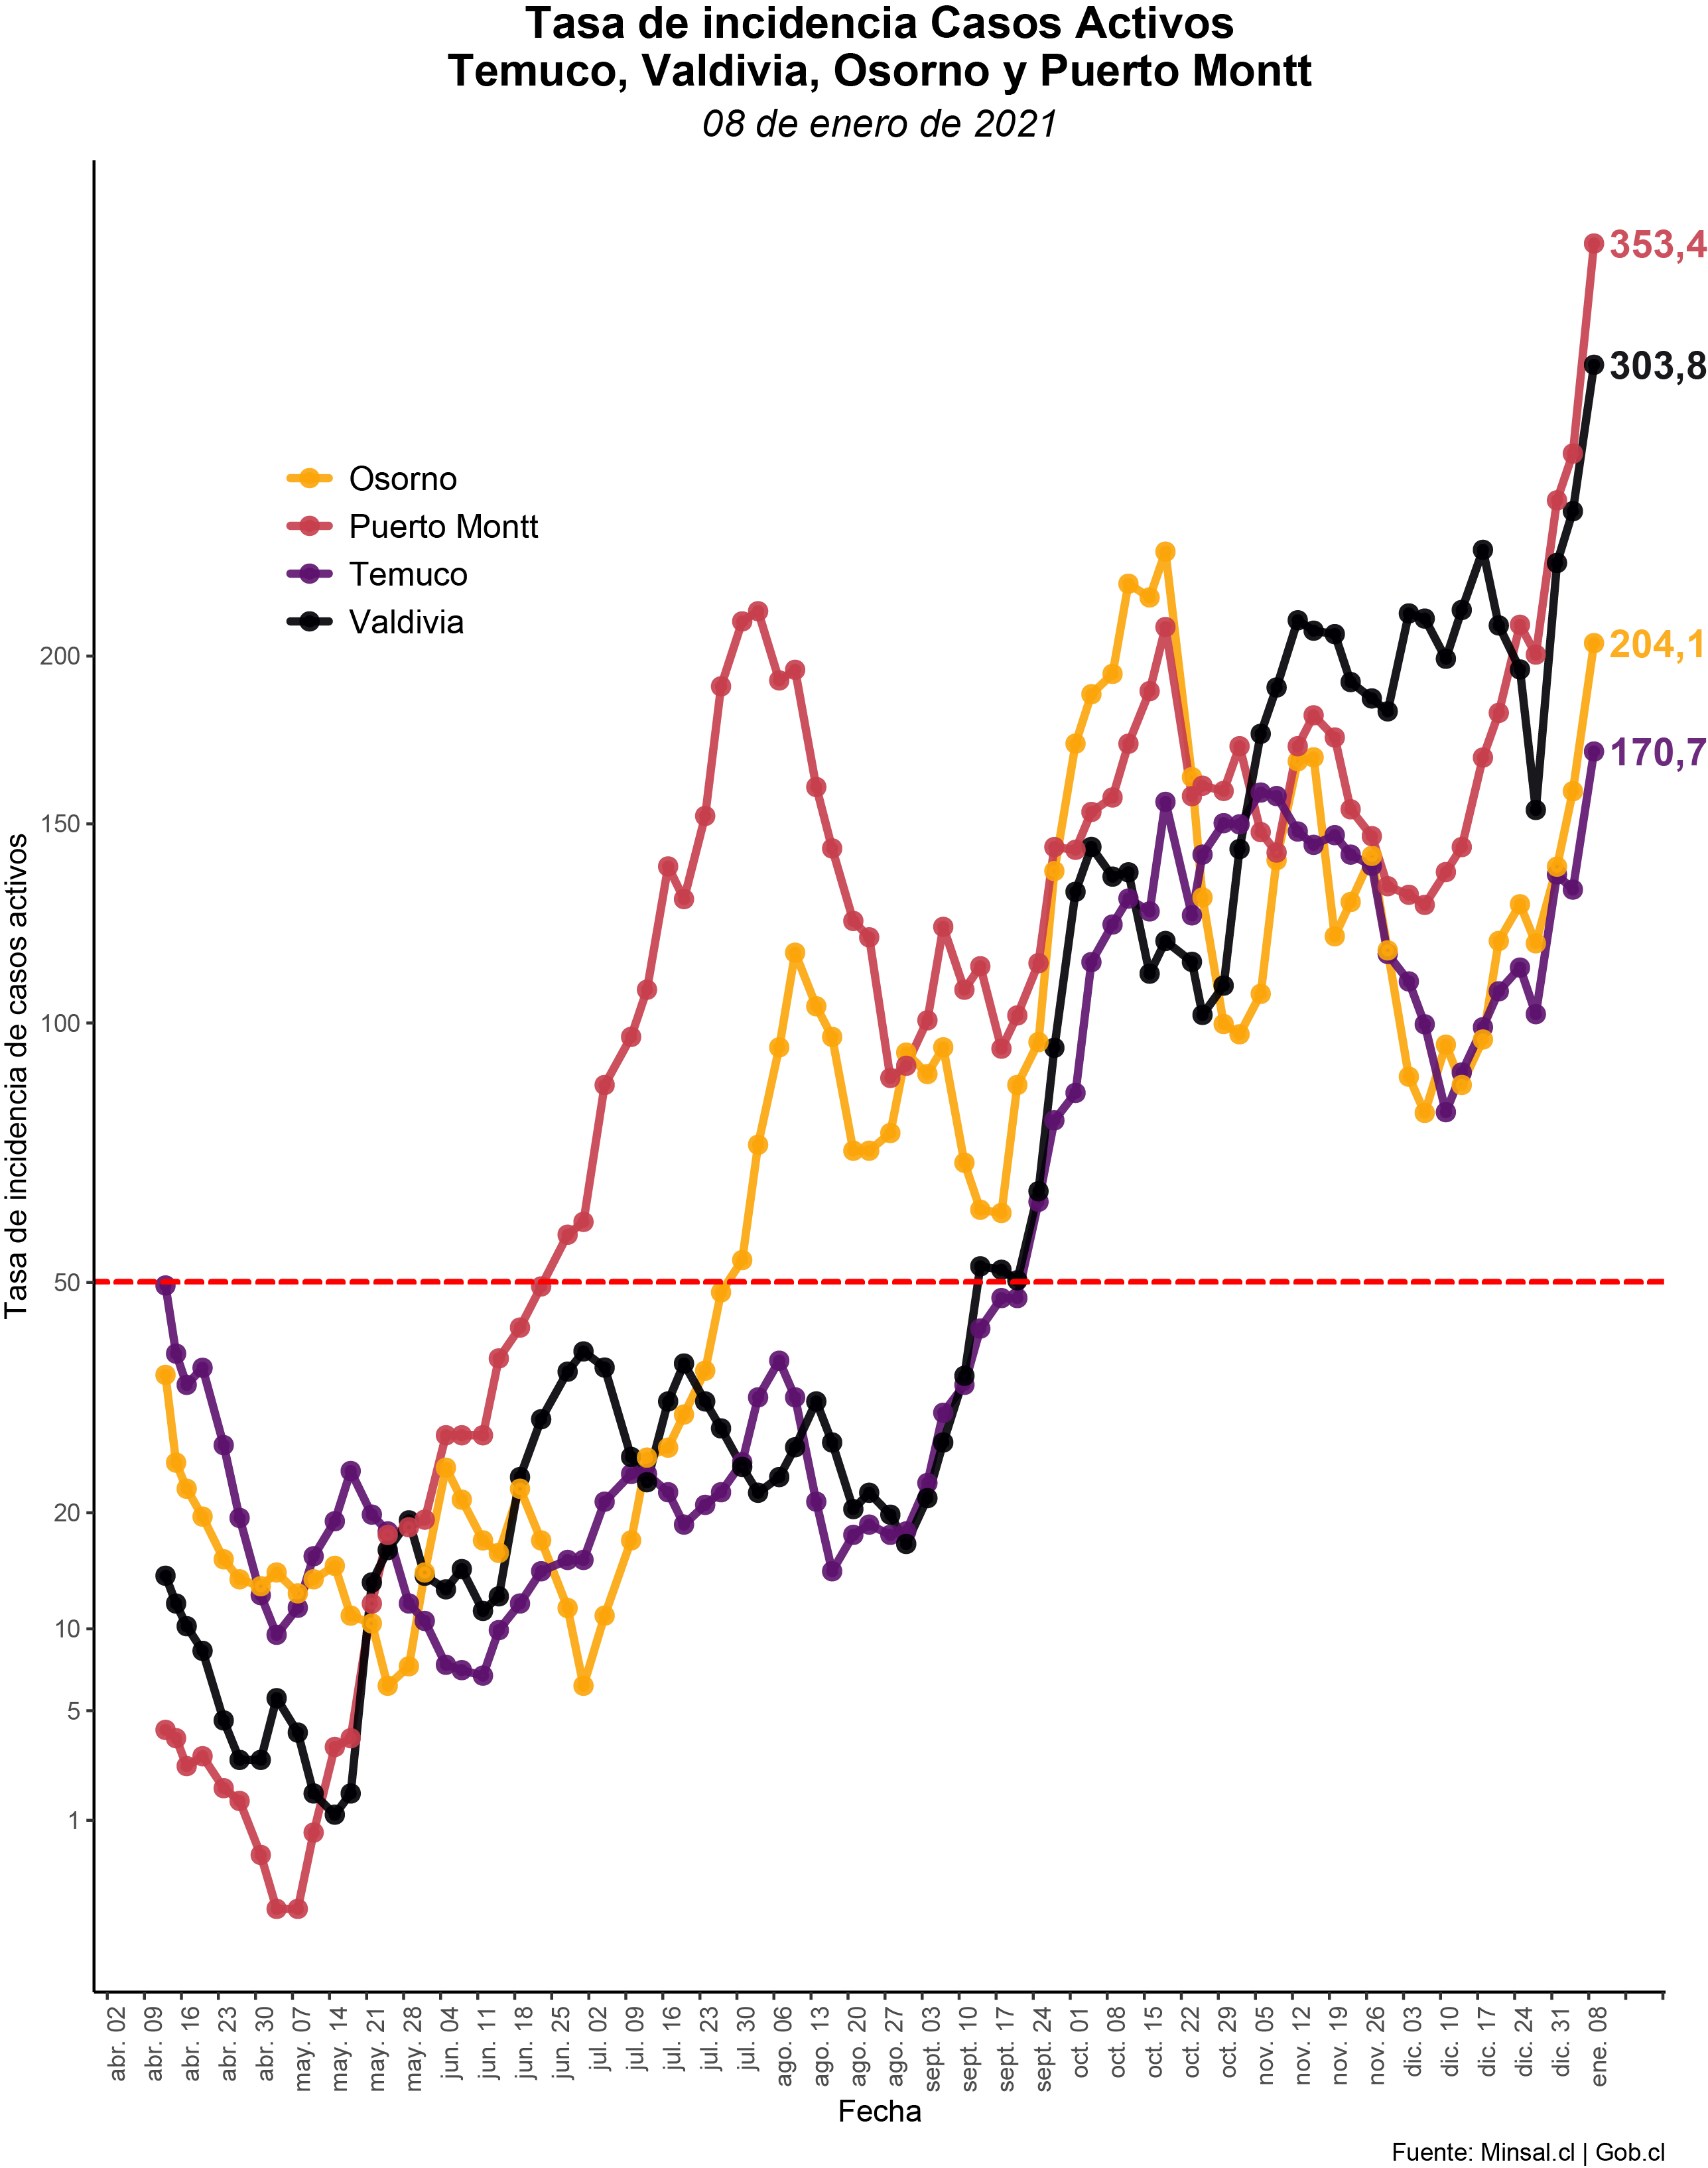 Tasa de incidencia Casos Activos
Temuco, Valdivia, Osorno y Puerto Montt
08 de enero de 2021
353,4
303,8
204,1
170,7
Osorno
Puerto Montt
Temuco
Valdivia
200
150
100
50
20
10
5
1
Tasa de incidencia de casos activos
abr. 02
abr. 09
abr. 16
abr. 23
abr. 30
may. 07
may. 14
may. 21
may. 28
jun. 04
jun. 11
jun. 18
jun. 25
jul. 02
jul. 09
jul. 16
jul. 23
jul. 30
ago. 06
ago. 13
ago. 20
ago. 27
sept. 03
sept. 10
sept. 17
sept. 24
oct. 01
oct. 08
oct. 15
oct. 22
oct. 29
nov. 05
nov. 12
nov. 19
nov. 26
dic. 03
dic. 10
dic. 17
dic. 24
dic. 31
ene. 08
Fecha
Fuente: Minsal.cl | Gob.cl